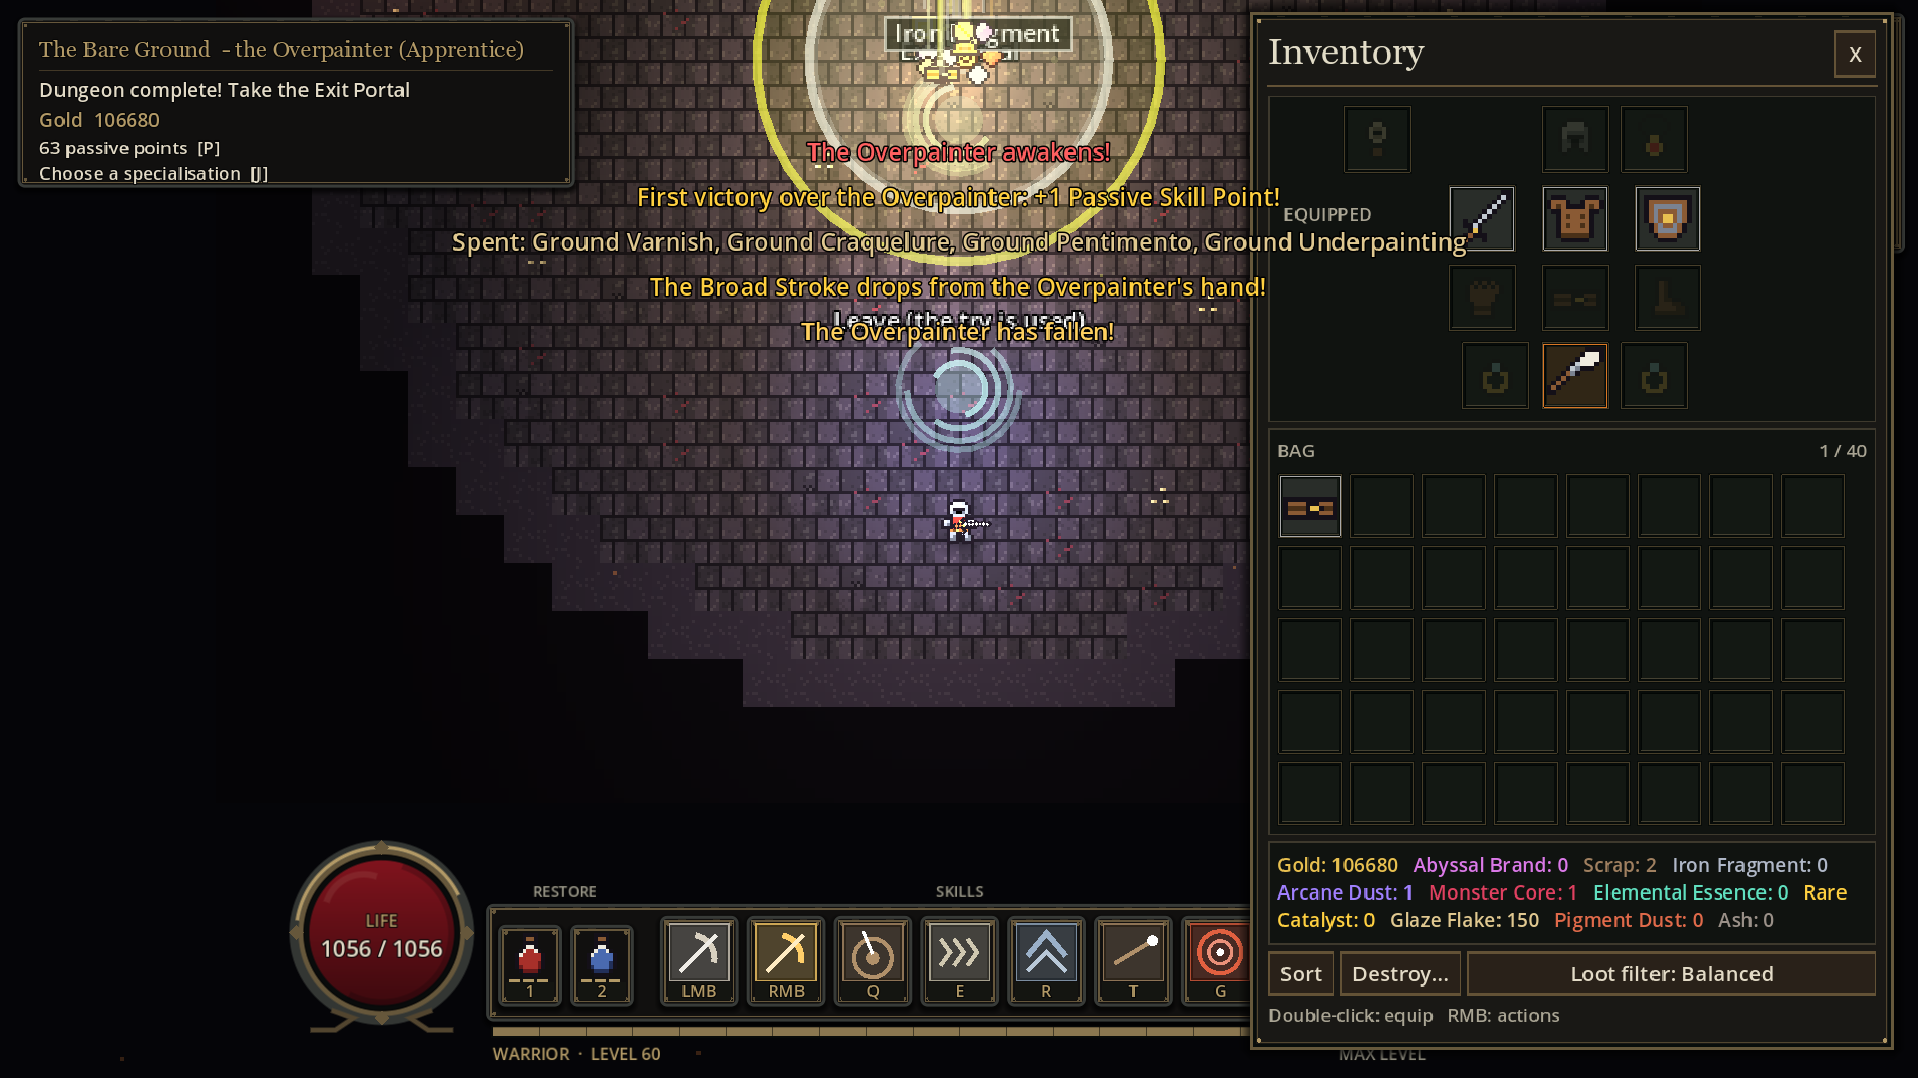 The Bare Ground - the Overpainter (Apprentice)
Dungeon complete! Take the Exit Portal
Gold 106680
63 passive points [P]
Choose a specialisation [J]
The Overpainter awakens!
First victory over the Overpainter: +1 Passive Skill Point!
Spent: Ground Varnish, Ground Craquelure, Ground Pentimento, Ground Underpainting
The Broad Stroke drops from the Overpainter's hand!
Leave (the try is used)
The Overpainter has fallen!
Inventory
X
EQUIPPED
BAG
1 / 40
Gold: 106680 Abyssal Brand: 0 Scrap: 2 Iron Fragment: 0
Arcane Dust: 1 Monster Core: 1 Elemental Essence: 0 Rare
Catalyst: 0 Glaze Flake: 150 Pigment Dust: 0 Ash: 0
Sort
Destroy...
Loot filter: Balanced
Double-click: equip RMB: actions
LIFE
1056 / 1056
RESTORE
SKILLS
1
2
LMB
RMB
Q
E
R
T
G
WARRIOR · LEVEL 60
MAX LEVEL